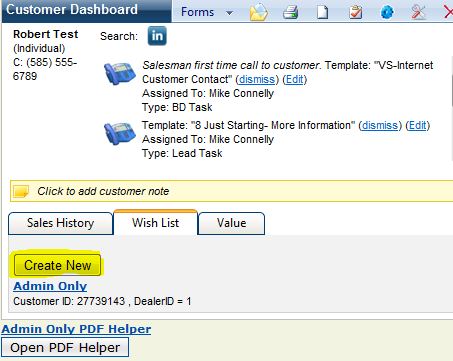 Customer Dashboard
Forms
Robert Test
(Individual)
C: (585) 555-
6789
Search: in
Salesman first time call to customer. Template: "VS-Internet
Customer Contact" (dismiss) (Edit)
Assigned To: Mike Connelly
Type: BD Task
Template: "8 Just Starting- More Information" (dismiss) (Edit)
Assigned To: Mike Connelly
Type: Lead Task
Click to add customer note
Sales History Wish List Value
Create New
Admin Only
Customer ID: 27739143 , DealerID = 1
Admin Only PDF Helper
Open PDF Helper